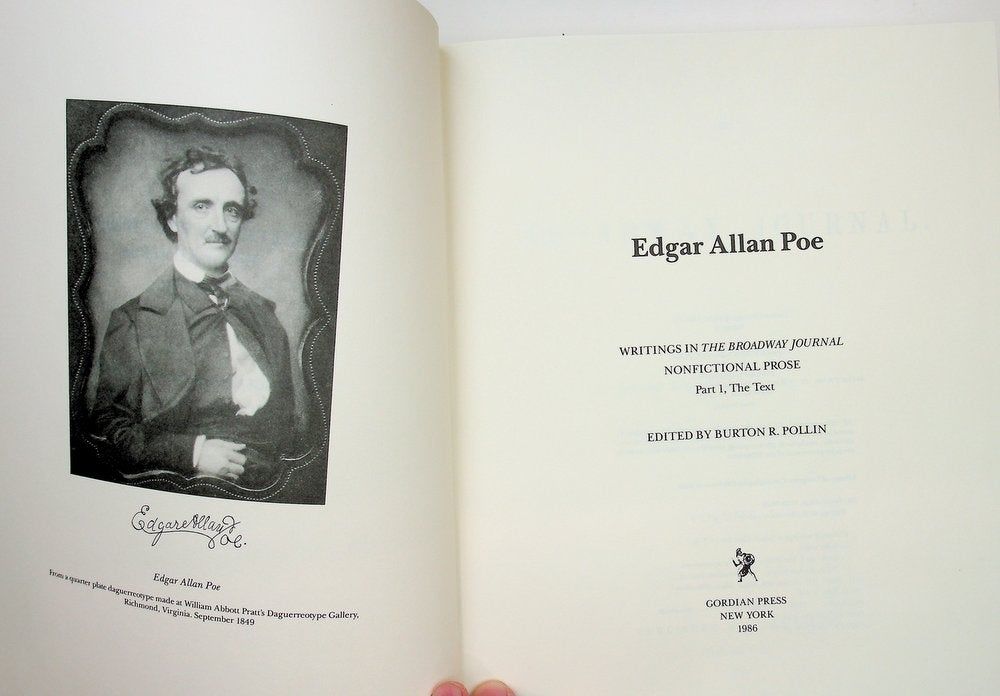 Edgar Allan Poe.
Edgar Allan Poe
From a quarter plate daguerreotype made at William Abbott Pratt's Daguerreotype Gallery,
Richmond, Virginia. September 1849
Edgar Allan Poe
WRITINGS IN THE BROADWAY JOURNAL
NONFICTIONAL PROSE
Part 1, The Text
EDITED BY BURTON R. POLLIN
GORDIAN PRESS
NEW YORK
1986